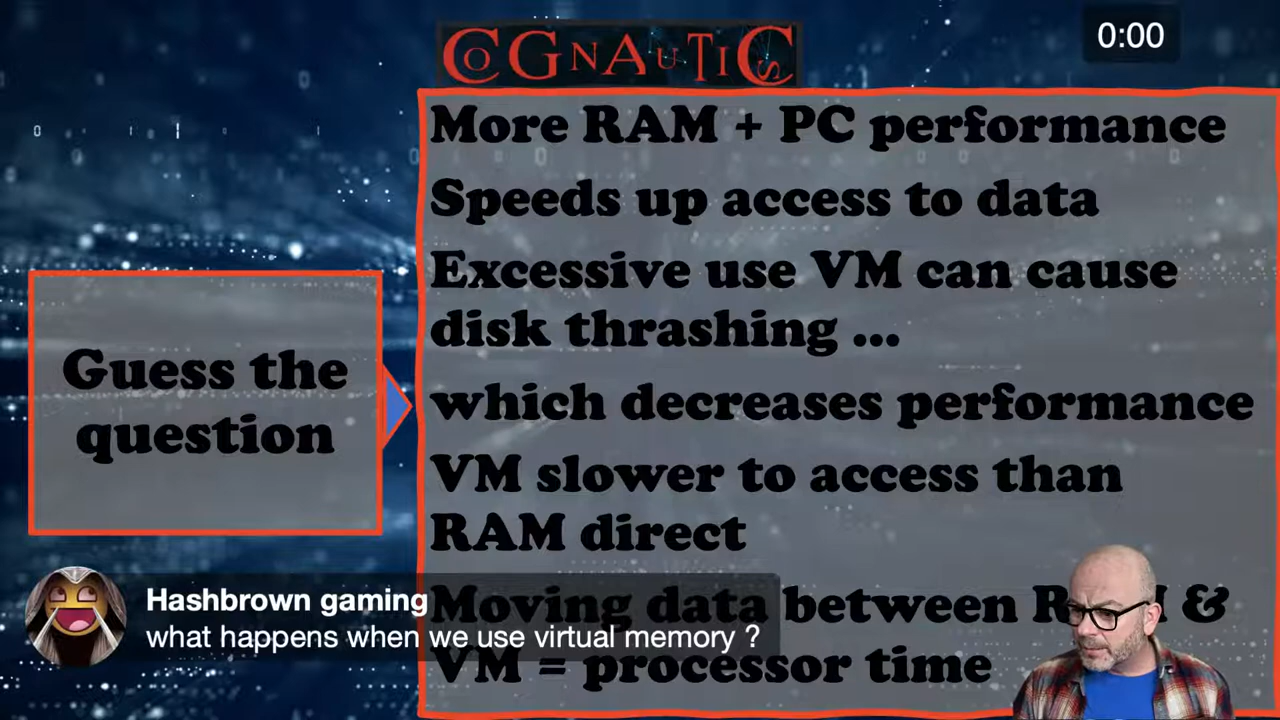 COGNAUTICS
0:00
More RAM + PC performance
Speeds up access to data
Excessive use VM can cause
disk thrashing ...
which decreases performance
VM slower to access than
RAM direct
Moving data between &
VM = processor time
Guess the
question
Hashbrown gaming
what happens when we use virtual memory ?